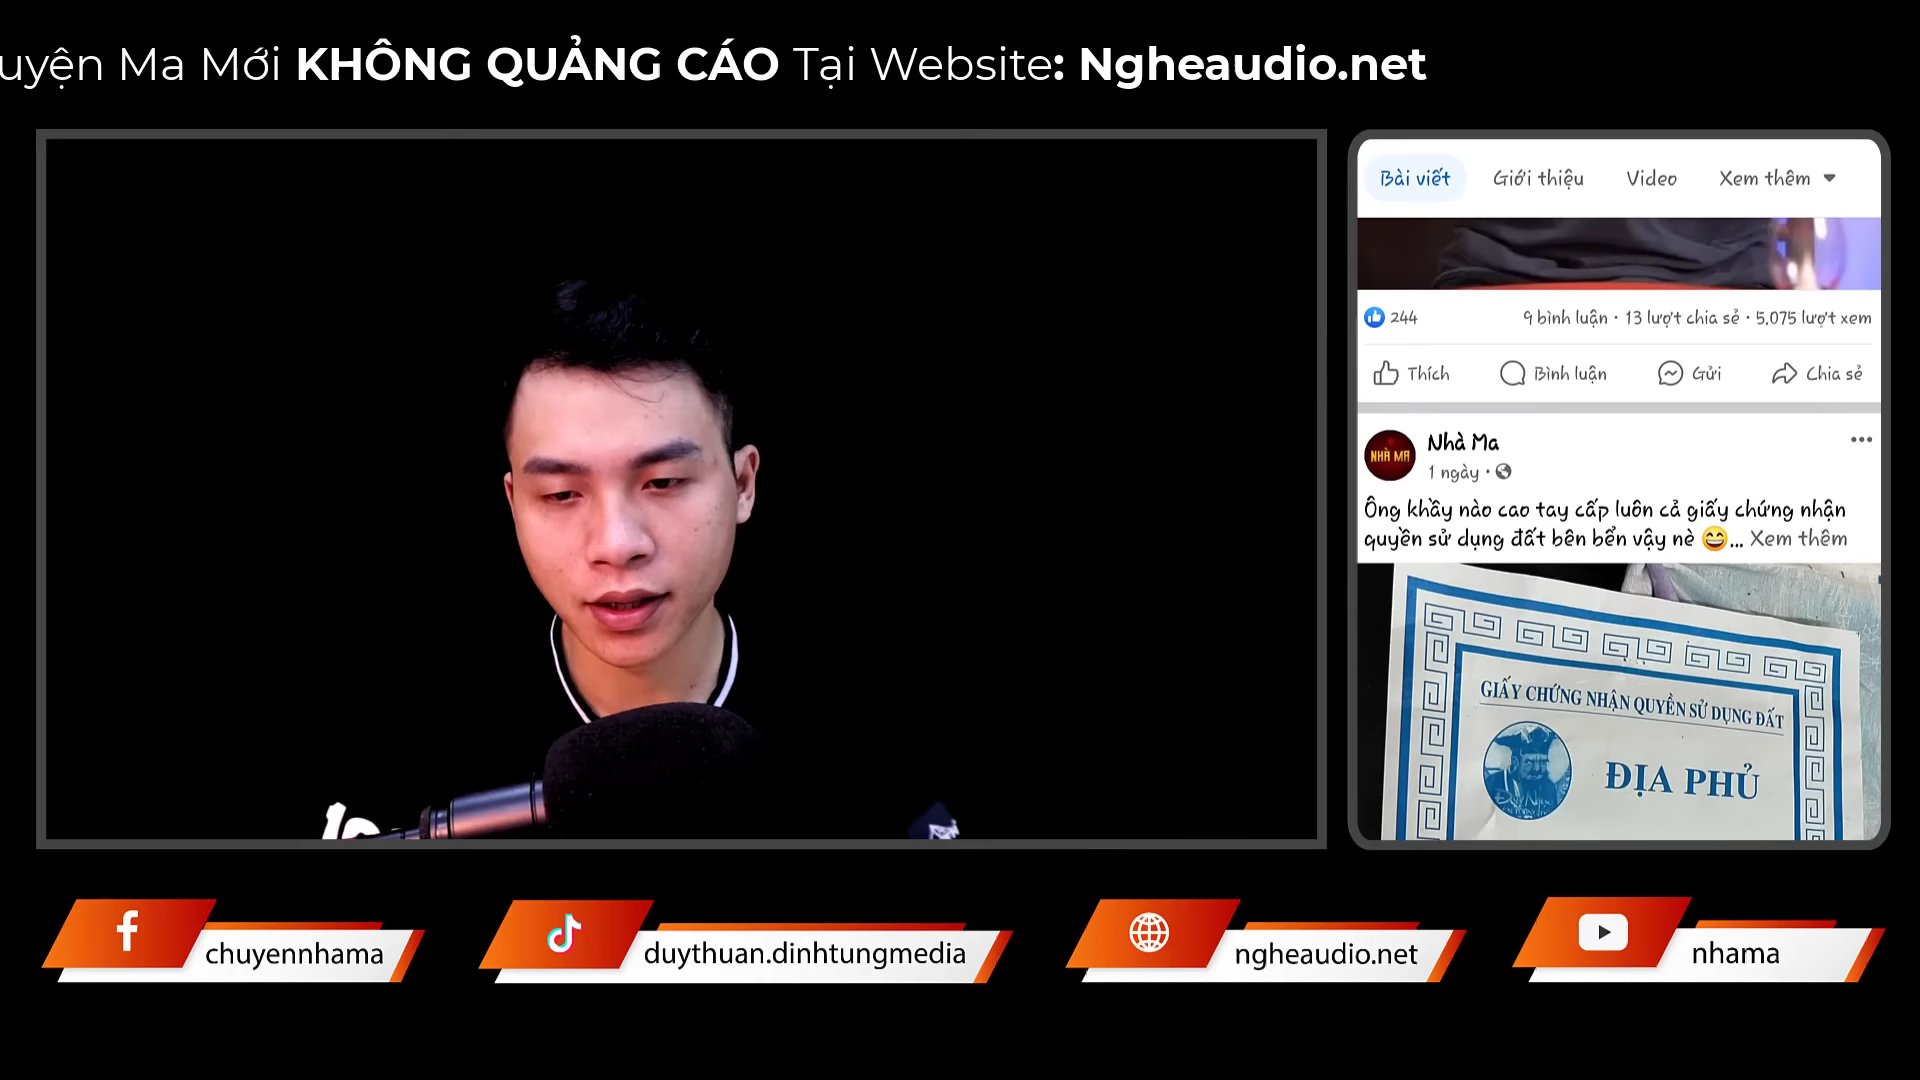 uyện Ma Mới KHÔNG QUẢNG CÁO Tại Website: Ngheaudio.net
Bài viết Giới thiệu Video Xem thêm
244 9 bình luận · 13 lượt chia sẻ · 5.075 lượt xem
Thích Bình luận Gửi Chia sẻ
NHÀ MA
Nhà Ma
1 ngày ·
Ông khầy nào cao tay cấp luôn cả giấy chứng nhận
quyền sử dụng đất bên bển vậy nè 😄... Xem thêm
GIẤY CHỨNG NHẬN QUYỀN SỬ DỤNG ĐẤT
ĐỊA PHỦ
chuyennhama
duythuan.dinhtungmedia
ngheaudio.net
nhama